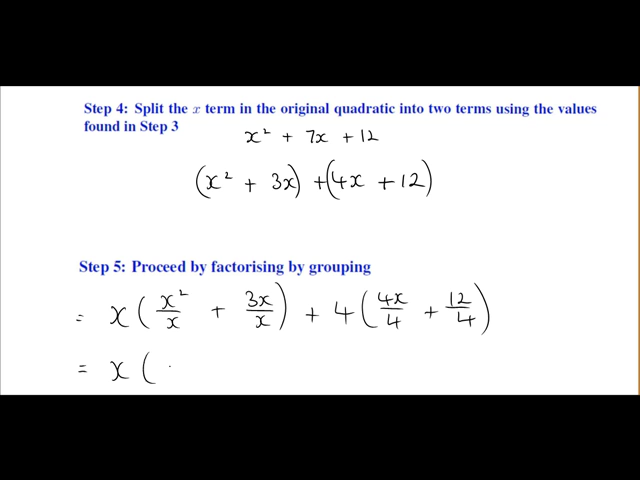 Step 4: Split the x term in the original quadratic into two terms using the values
found in Step 3
x² + 7x + 12
(x² + 3x) + (4x + 12)
Step 5: Proceed by factorising by grouping
= x ( x²/x + 3x/x ) + 4 ( 4x/4 + 12/4 )
= x (